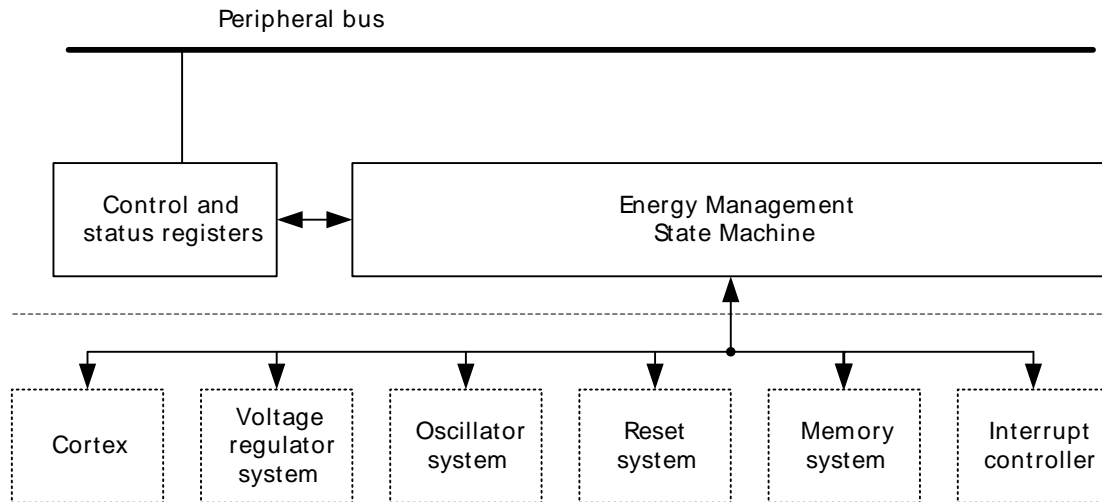 Peripheral bus
Control and
status registers
Energy Management
State Machine
Cortex
Voltage
regulator
system
Oscillator
system
Reset
system
Memory
system
Interrupt
controller